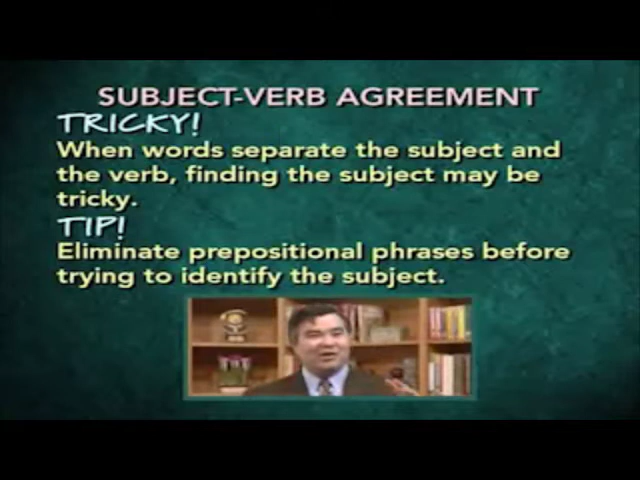 SUBJECT-VERB AGREEMENT
TRICKY!
When words separate the subject and
the verb, finding the subject may be
tricky.
TIP!
Eliminate prepositional phrases before
trying to identify the subject.